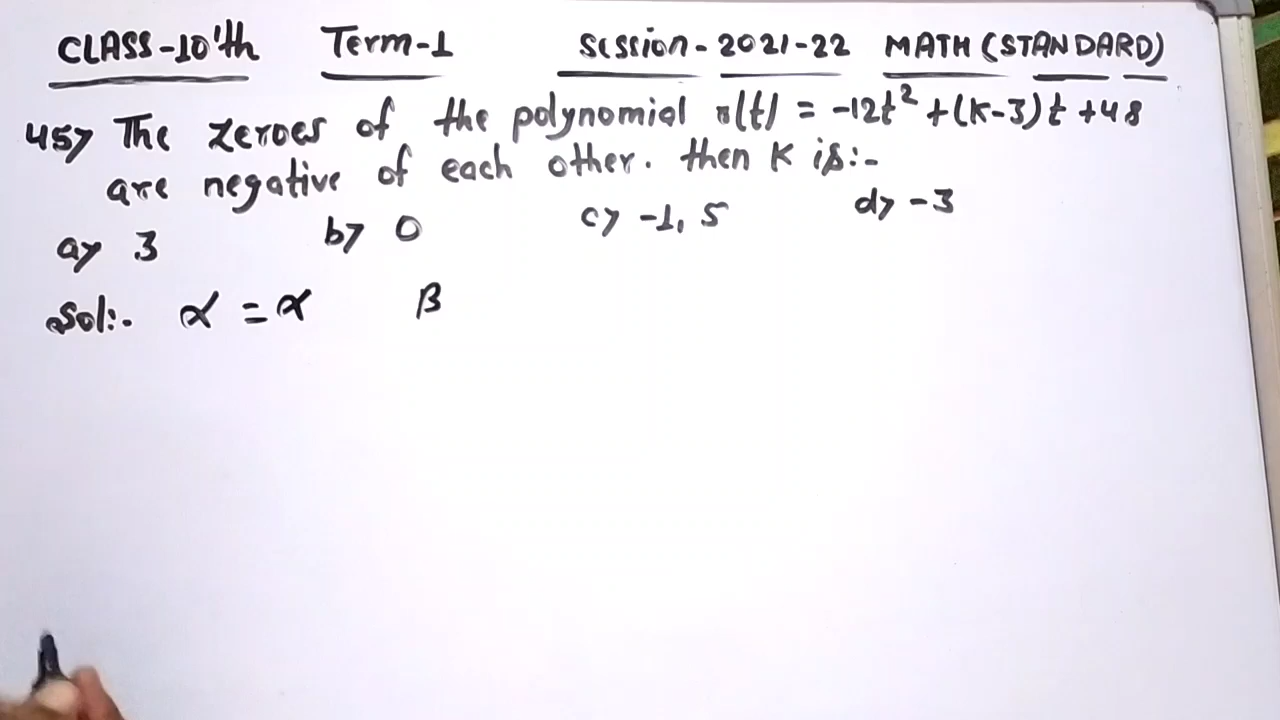 CLASS-10'th Term-1 Session-2021-22 MATH (STANDARD)
45> The zeroes of the polynomial r(t) = -12t² + (K-3) t + 48
are negative of each other. then K is:-
a> 3 b> 0 c> -1, 5 d> -3
Sol:- α = α β